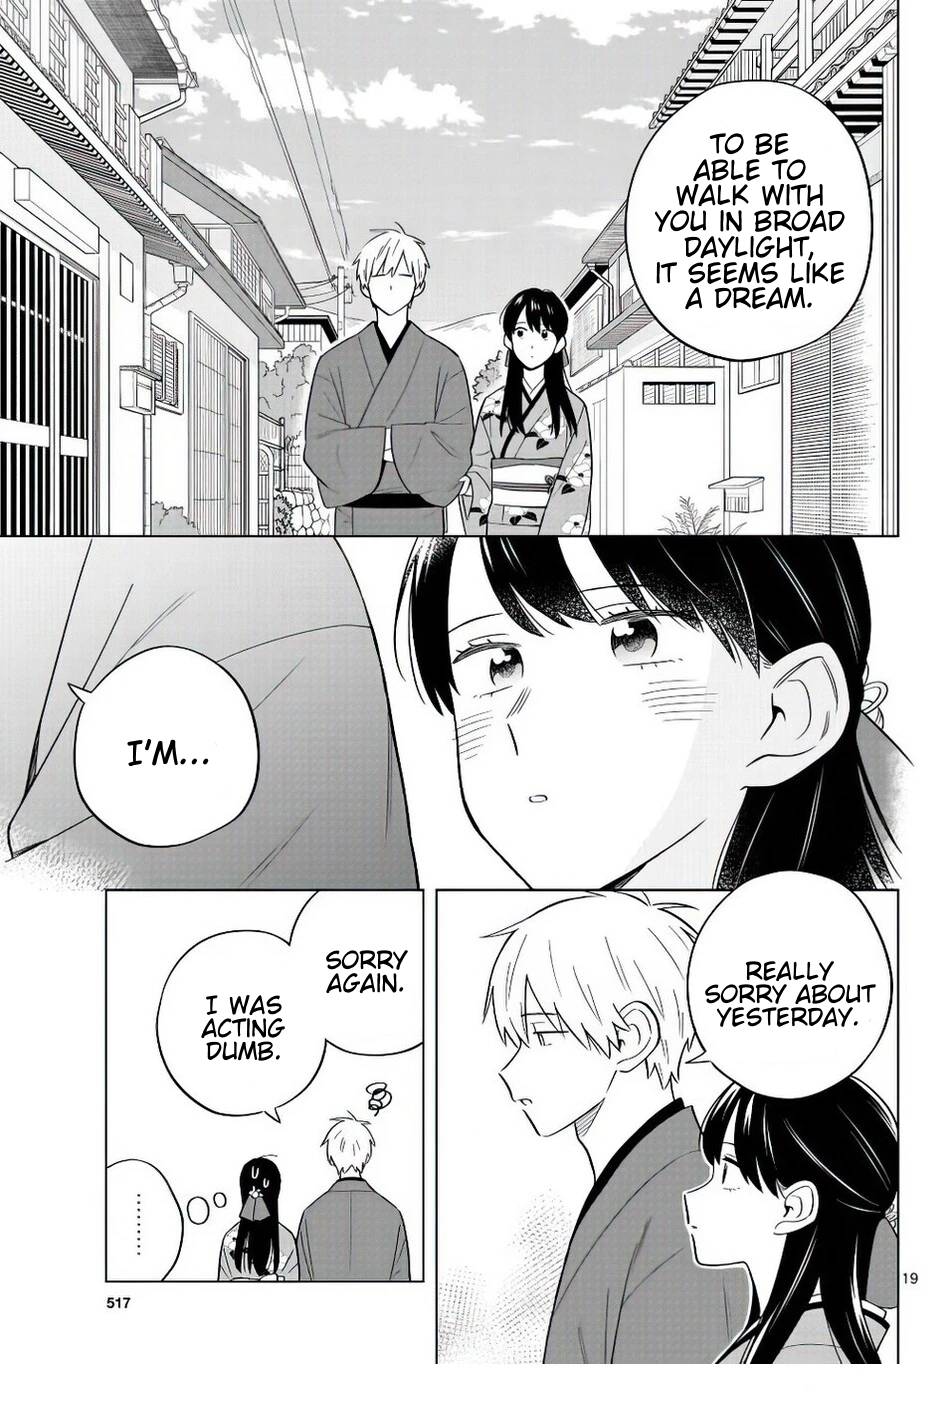 TO BE
ABLE TO
WALK WITH
YOU IN BROAD
DAYLIGHT,
IT SEEMS LIKE
A DREAM.
I'M...
REALLY
SORRY ABOUT
YESTERDAY.
SORRY
AGAIN.
I WAS
ACTING
DUMB.
.........
19
517